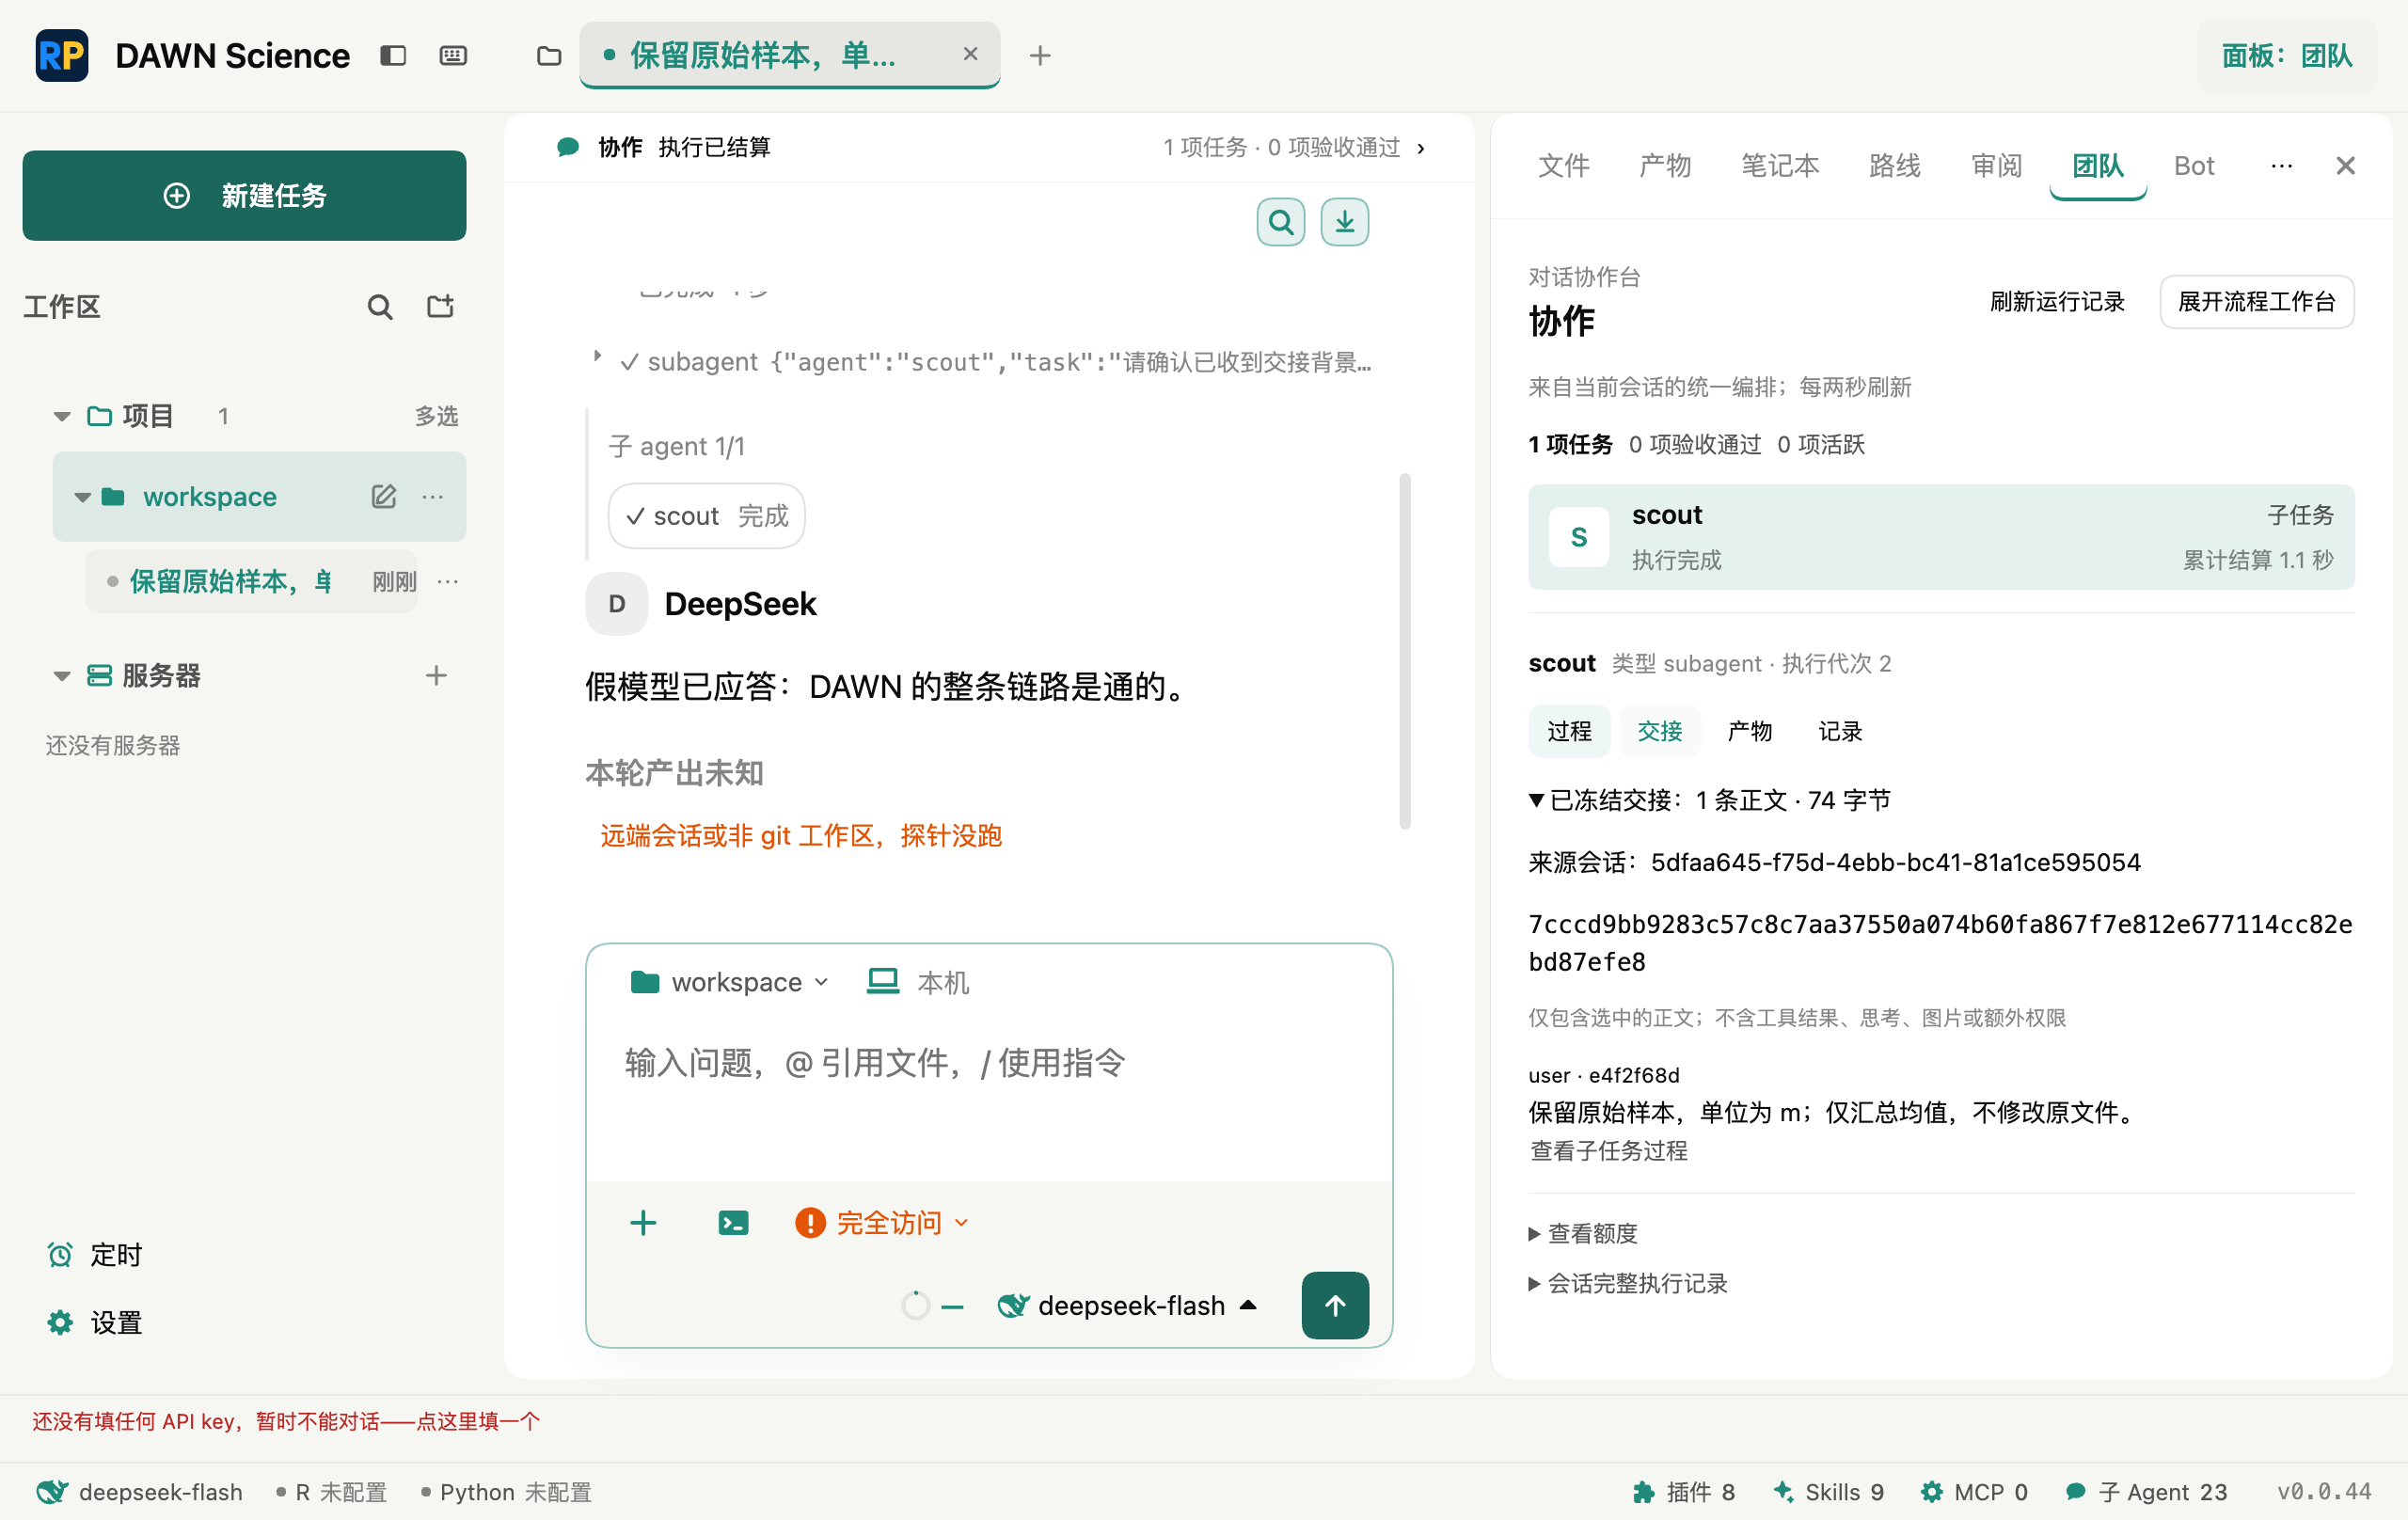 RP DAWN Science
保留原始样本，单...
面板：团队
新建任务
工作区
项目 1 多选
workspace
保留原始样本，单 刚刚
服务器
还没有服务器
定时
设置
协作 执行已结算 1 项任务 · 0 项验收通过
subagent {"agent":"scout","task":"请确认已收到交接背景…
子 agent 1/1
scout 完成
D DeepSeek
假模型已应答：DAWN 的整条链路是通的。
本轮产出未知
远端会话或非 git 工作区，探针没跑
workspace 本机
输入问题，@ 引用文件，/ 使用指令
完全访问
deepseek-flash
文件 产物 笔记本 路线 审阅 团队 Bot
对话协作台
协作
刷新运行记录 展开流程工作台
来自当前会话的统一编排；每两秒刷新
1 项任务 0 项验收通过 0 项活跃
S scout 子任务
执行完成 累计结算 1.1 秒
scout 类型 subagent · 执行代次 2
过程 交接 产物 记录
已冻结交接：1 条正文 · 74 字节
来源会话：5dfaa645-f75d-4ebb-bc41-81a1ce595054
7cccd9bb9283c57c8c7aa37550a074b60fa867f7e812e677114cc82e
bd87efe8
仅包含选中的正文；不含工具结果、思考、图片或额外权限
user · e4f2f68d
保留原始样本，单位为 m；仅汇总均值，不修改原文件。
查看子任务过程
查看额度
会话完整执行记录
还没有填任何 API key，暂时不能对话——点这里填一个
deepseek-flash R 未配置 Python 未配置
插件 8 Skills 9 MCP 0 子 Agent 23 v0.0.44